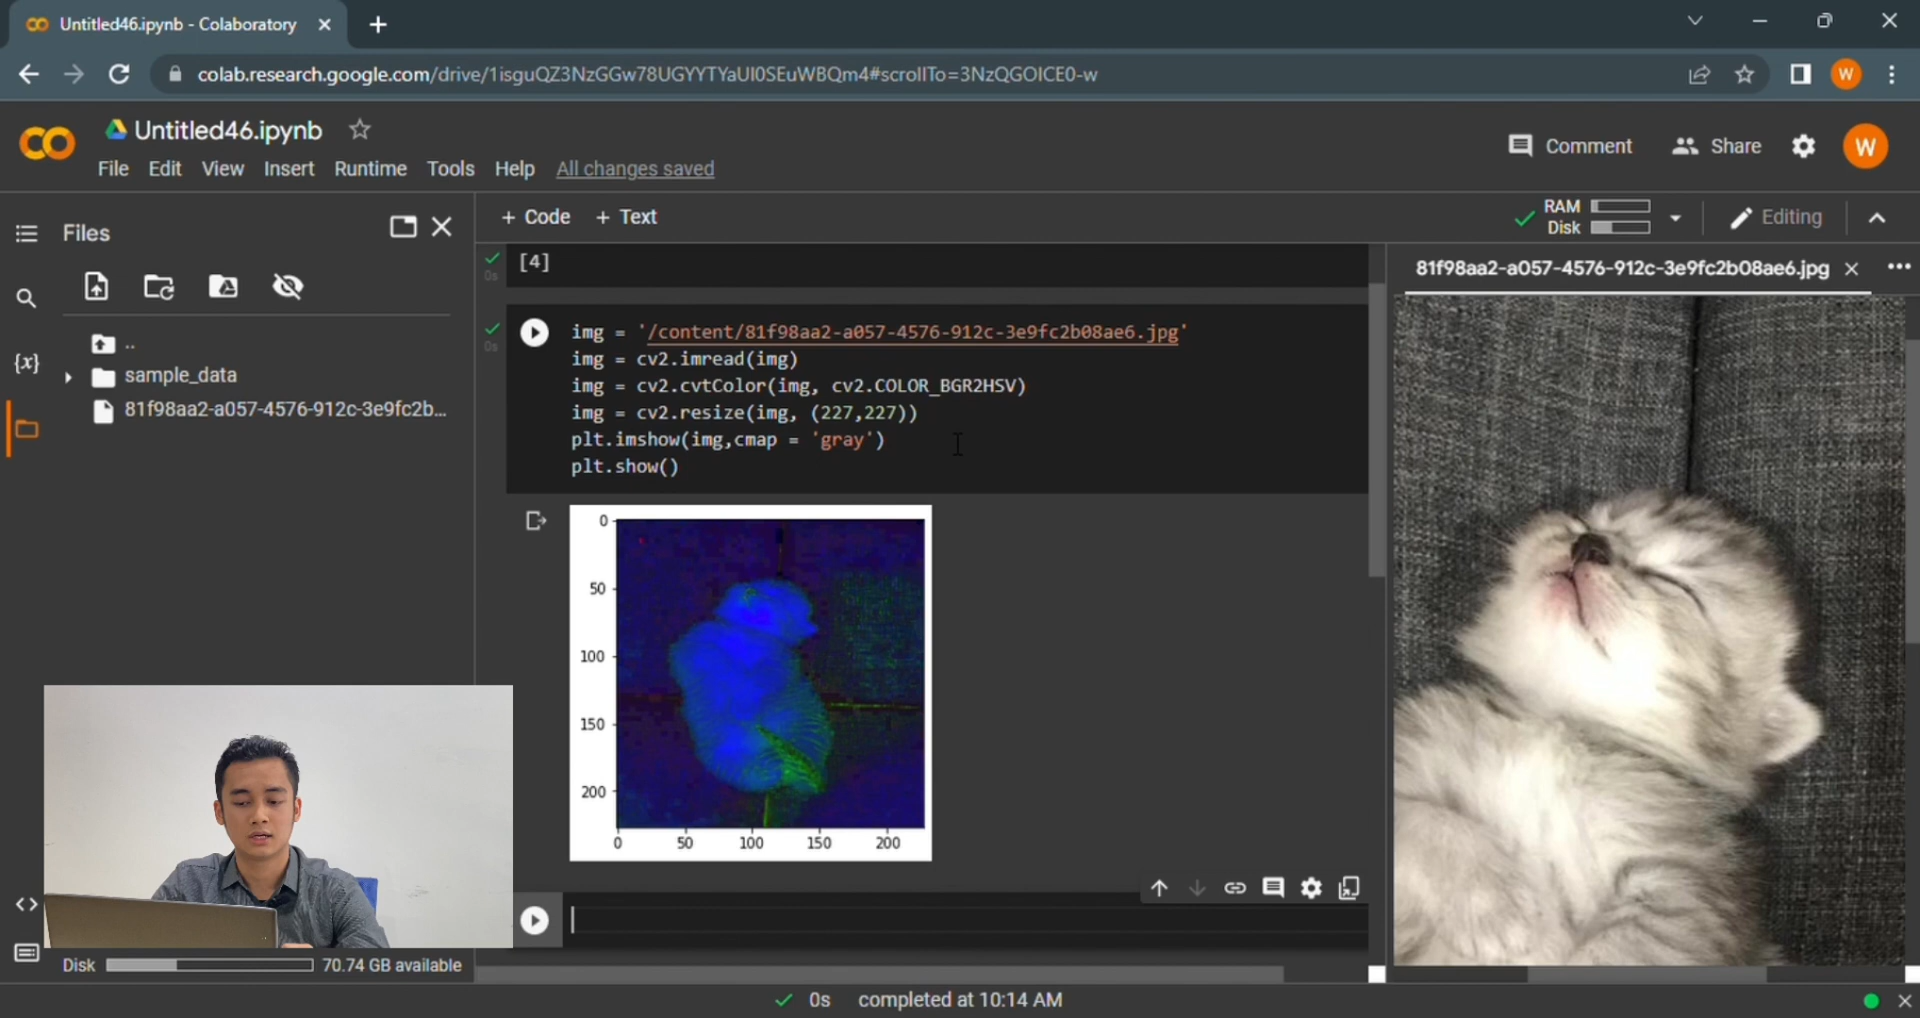 Untitled46.ipynb - Colaboratory
colab.research.google.com/drive/1isguQZ3NzGGw78UGYYTYaUI0SEuWBQm4#scrollTo=3NzQGOICE0-w
W
Untitled46.ipynb
File Edit View Insert Runtime Tools Help All changes saved
Comment Share W
Files
+ Code + Text
RAM
Disk
Editing
..
sample_data
81f98aa2-a057-4576-912c-3e9fc2b...
{x}
Disk 70.74 GB available
0s
[4]
0s
img = '/content/81f98aa2-a057-4576-912c-3e9fc2b08ae6.jpg'
img = cv2.imread(img)
img = cv2.cvtColor(img, cv2.COLOR_BGR2HSV)
img = cv2.resize(img, (227,227))
plt.imshow(img,cmap = 'gray')
plt.show()
0
50
100
150
200
0 50 100 150 200
81f98aa2-a057-4576-912c-3e9fc2b08ae6.jpg
0s completed at 10:14 AM